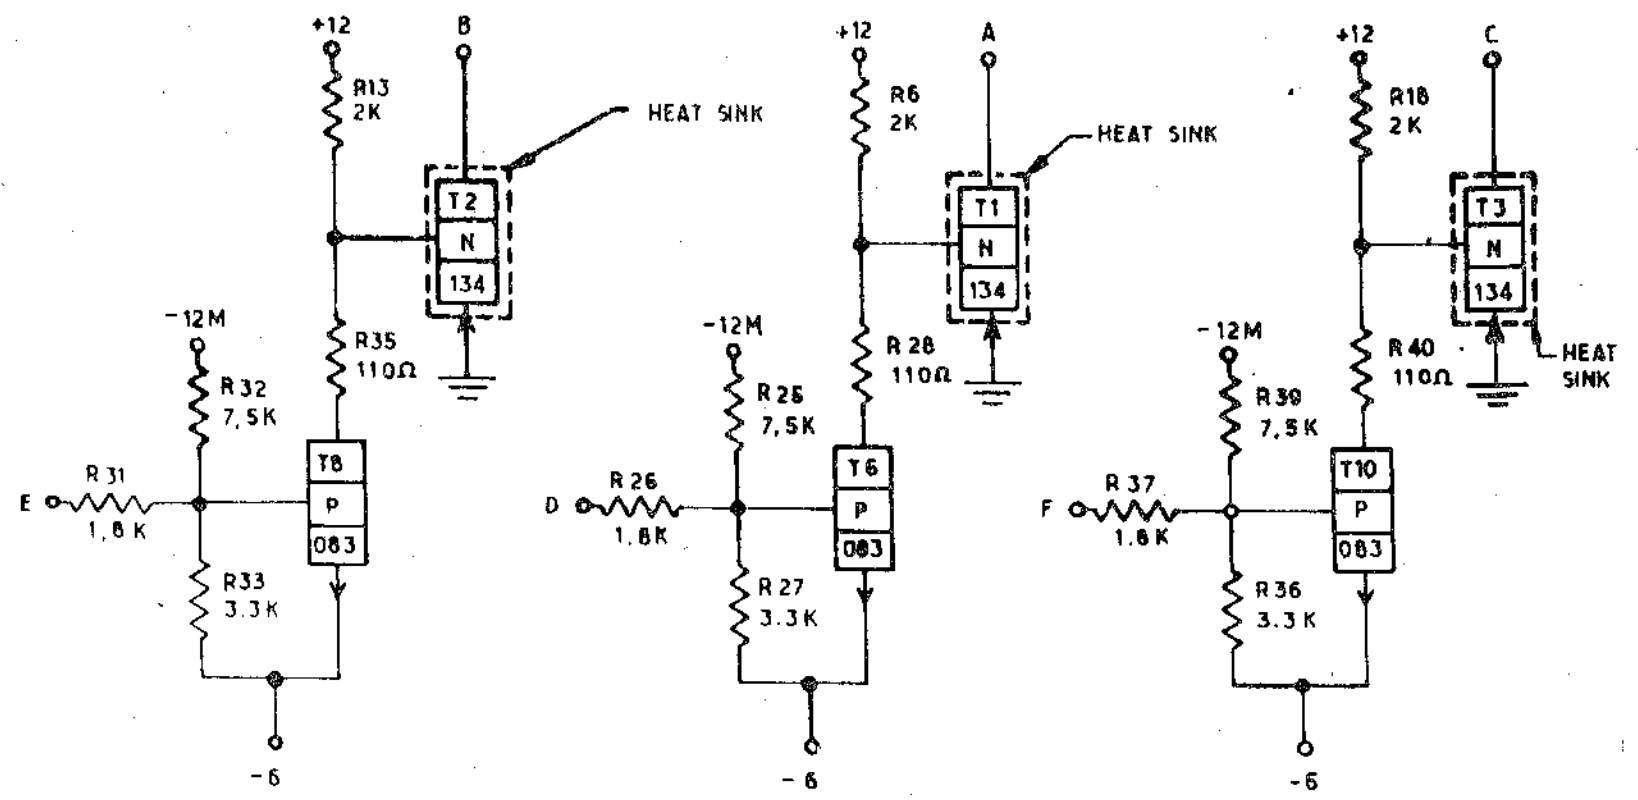 +12
B
R13
2K
HEAT SINK
T2
N
134
-12M
R35
110Ω
R32
7,5K
R31
E
1,8K
T8
P
083
R33
3.3K
-6
+12
A
R6
2K
HEAT SINK
T1
N
134
-12M
R28
110Ω
R25
7,5K
R26
D
1,8K
T6
P
083
R27
3.3K
-6
+12
C
R18
2K
T3
N
134
HEAT
SINK
-12M
R40
110Ω
R39
7,5K
R37
F
1.8K
T10
P
083
R36
3.3K
-6